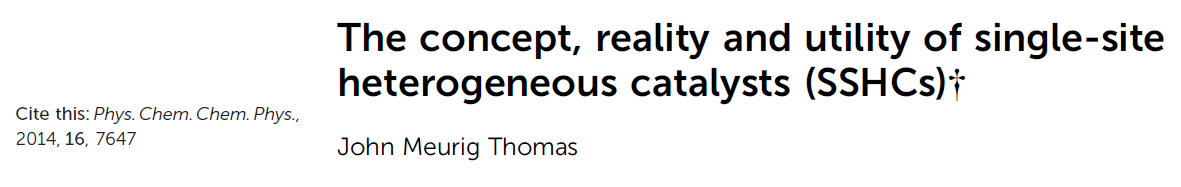 The concept, reality and utility of single-site
heterogeneous catalysts (SSHCs)†
Cite this: Phys. Chem. Chem. Phys.,
2014, 16, 7647
John Meurig Thomas